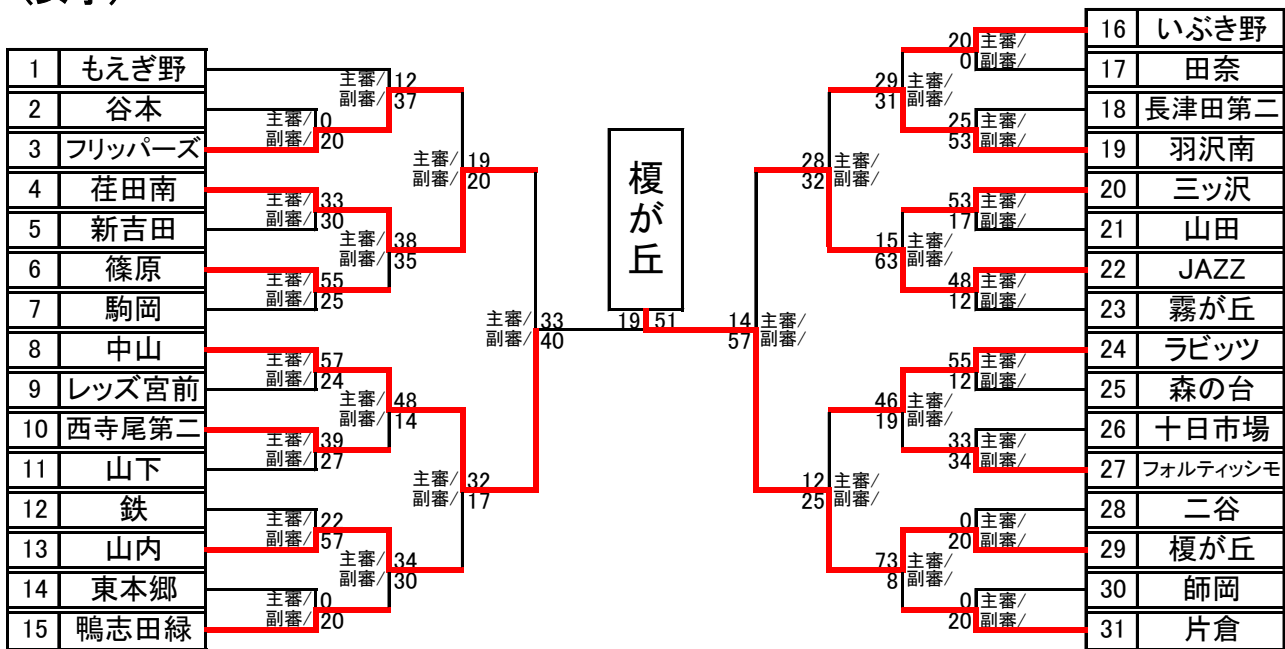 1 もえぎ野
2 谷本
3 フリッパーズ
4 荏田南
5 新吉田
6 篠原
7 駒岡
8 中山
9 レッズ宮前
10 西寺尾第二
11 山下
12 鉄
13 山内
14 東本郷
15 鴨志田緑
主審/ 0
副審/ 20
主審/ 33
副審/ 30
主審/ 55
副審/ 25
主審/ 57
副審/ 24
主審/ 39
副審/ 27
主審/ 22
副審/ 57
主審/ 0
副審/ 20
主審/ 12
副審/ 37
主審/ 38
副審/ 35
主審/ 48
副審/ 14
主審/ 34
副審/ 30
主審/ 19
副審/ 20
主審/ 32
副審/ 17
主審/ 33
副審/ 40
榎が丘
19 51
14 主審/
57 副審/
28 主審/
32 副審/
12 主審/
25 副審/
29 主審/
31 副審/
15 主審/
63 副審/
46 主審/
19 副審/
73 主審/
8 副審/
20 主審/
0 副審/
25 主審/
53 副審/
53 主審/
17 副審/
48 主審/
12 副審/
55 主審/
12 副審/
33 主審/
34 副審/
0 主審/
20 副審/
0 主審/
20 副審/
16 いぶき野
17 田奈
18 長津田第二
19 羽沢南
20 三ッ沢
21 山田
22 JAZZ
23 霧が丘
24 ラビッツ
25 森の台
26 十日市場
27 フォルティッシモ
28 二谷
29 榎が丘
30 師岡
31 片倉